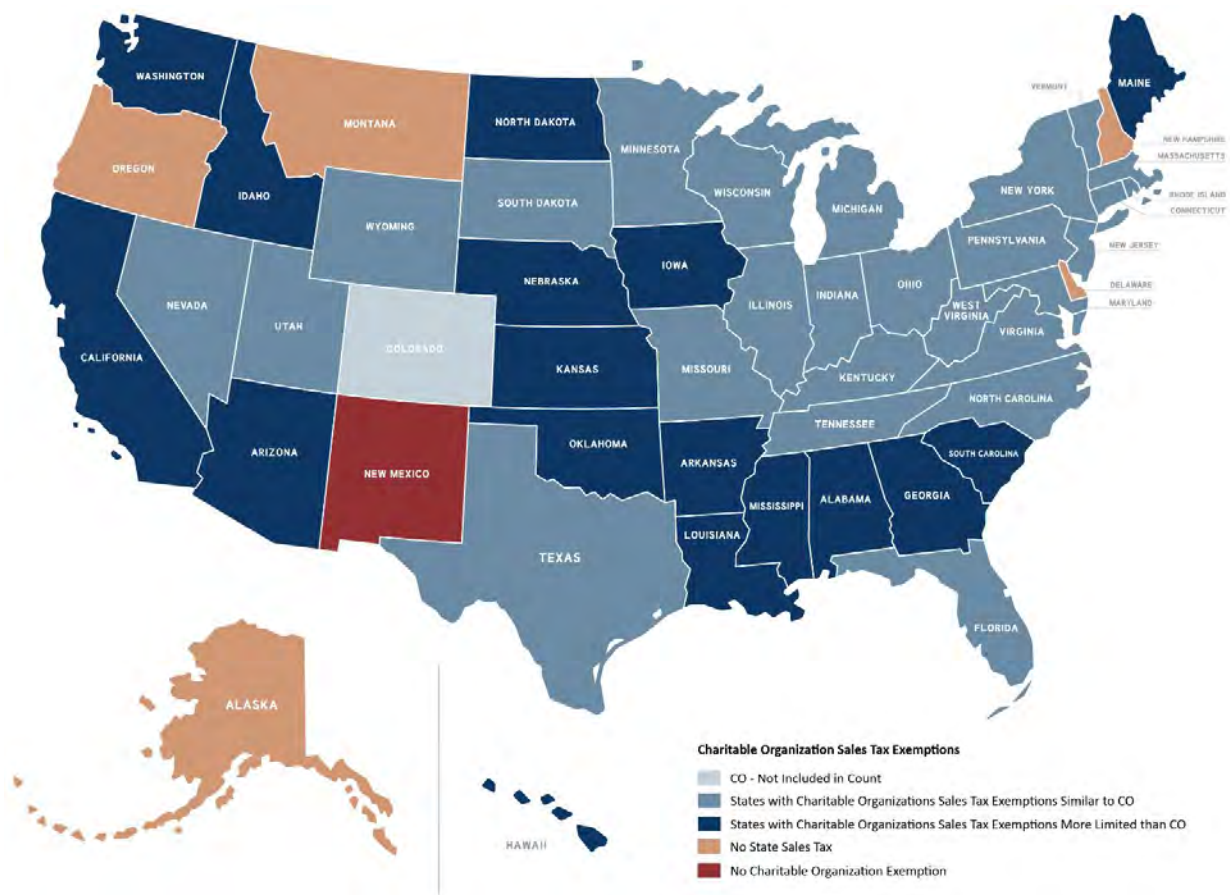 WASHINGTON
MAINE
VERMONT
MONTANA
NORTH DAKOTA
MINNESOTA
NEW HAMPSHIRE
MASSACHUSETTS
OREGON
IDAHO
SOUTH DAKOTA
WISCONSIN
MICHIGAN
NEW YORK
RHODE ISLAND
CONNECTICUT
WYOMING
PENNSYLVANIA
NEW JERSEY
IOWA
NEBRASKA
NEVADA
UTAH
COLORADO
ILLINOIS
INDIANA
OHIO
DELAWARE
MARYLAND
WEST
VIRGINIA
VIRGINIA
CALIFORNIA
KANSAS
MISSOURI
KENTUCKY
NORTH CAROLINA
TENNESSEE
ARIZONA
NEW MEXICO
OKLAHOMA
ARKANSAS
SOUTH CAROLINA
MISSISSIPPI
ALABAMA
GEORGIA
LOUISIANA
TEXAS
FLORIDA
ALASKA
HAWAII
Charitable Organization Sales Tax Exemptions
CO - Not Included in Count
States with Charitable Organizations Sales Tax Exemptions Similar to CO
States with Charitable Organizations Sales Tax Exemptions More Limited than CO
No State Sales Tax
No Charitable Organization Exemption